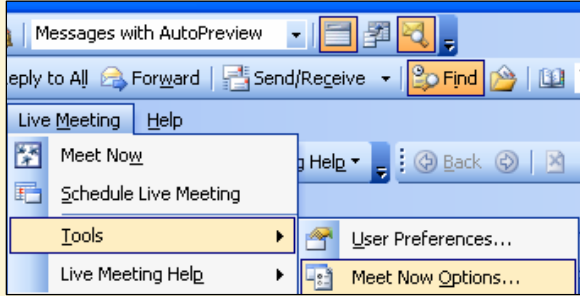 Messages with AutoPreview
eply to All Forward Send/Receive Find
Live Meeting Help
Meet Now
g Help Back
Schedule Live Meeting
Tools
User Preferences...
Live Meeting Help
Meet Now Options...